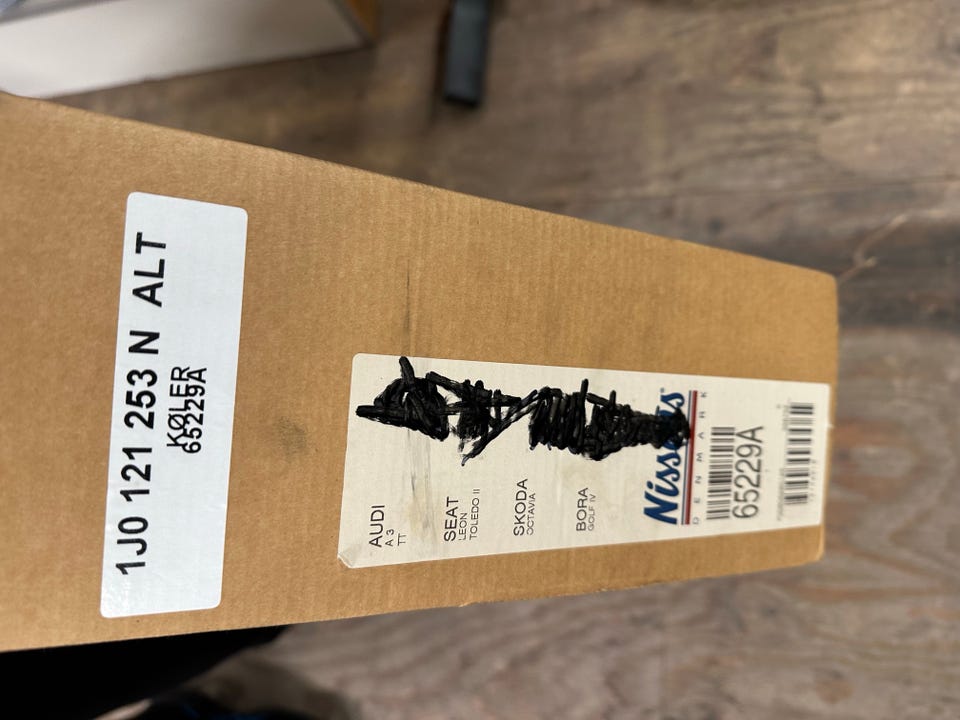 1J0 121 253 N ALT
KØLER
65229A
AUDI
A 3
TT
SEAT
LEON
TOLEDO II
SKODA
OCTAVIA
BORA
GOLF IV
Nissens
DENMARK
65229A